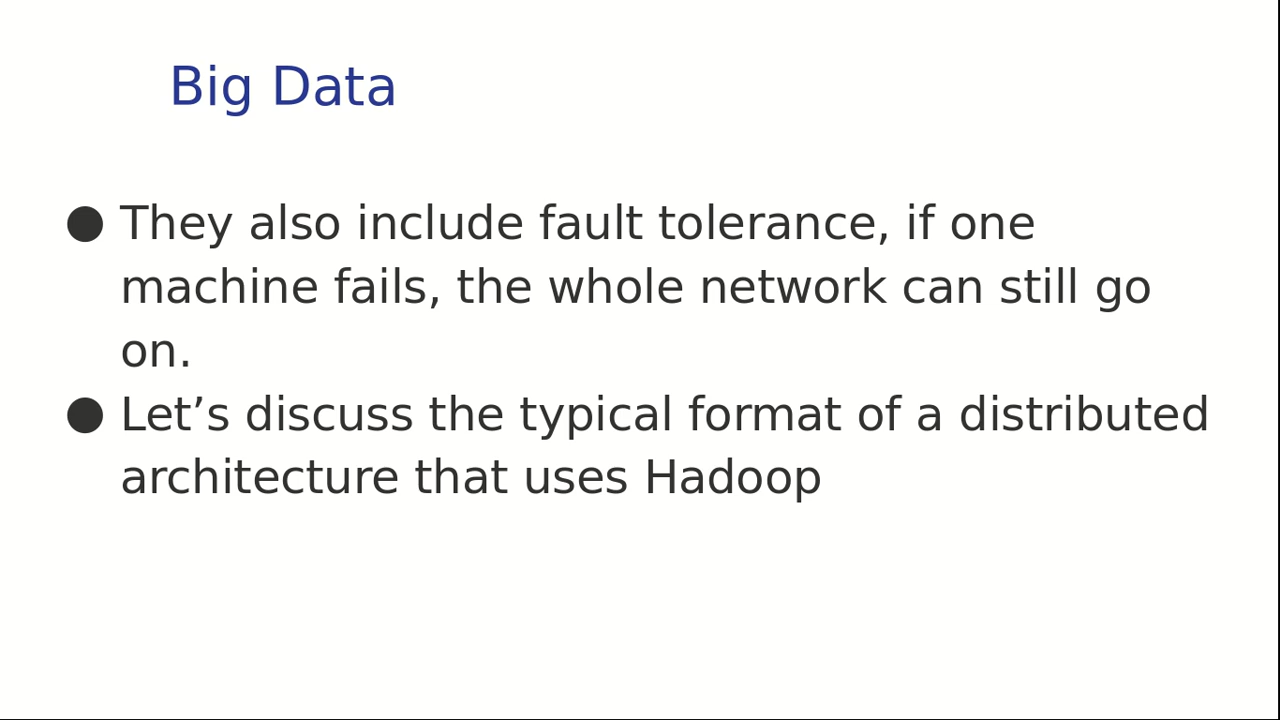 Big Data
● They also include fault tolerance, if one
machine fails, the whole network can still go
on.
● Let’s discuss the typical format of a distributed
architecture that uses Hadoop